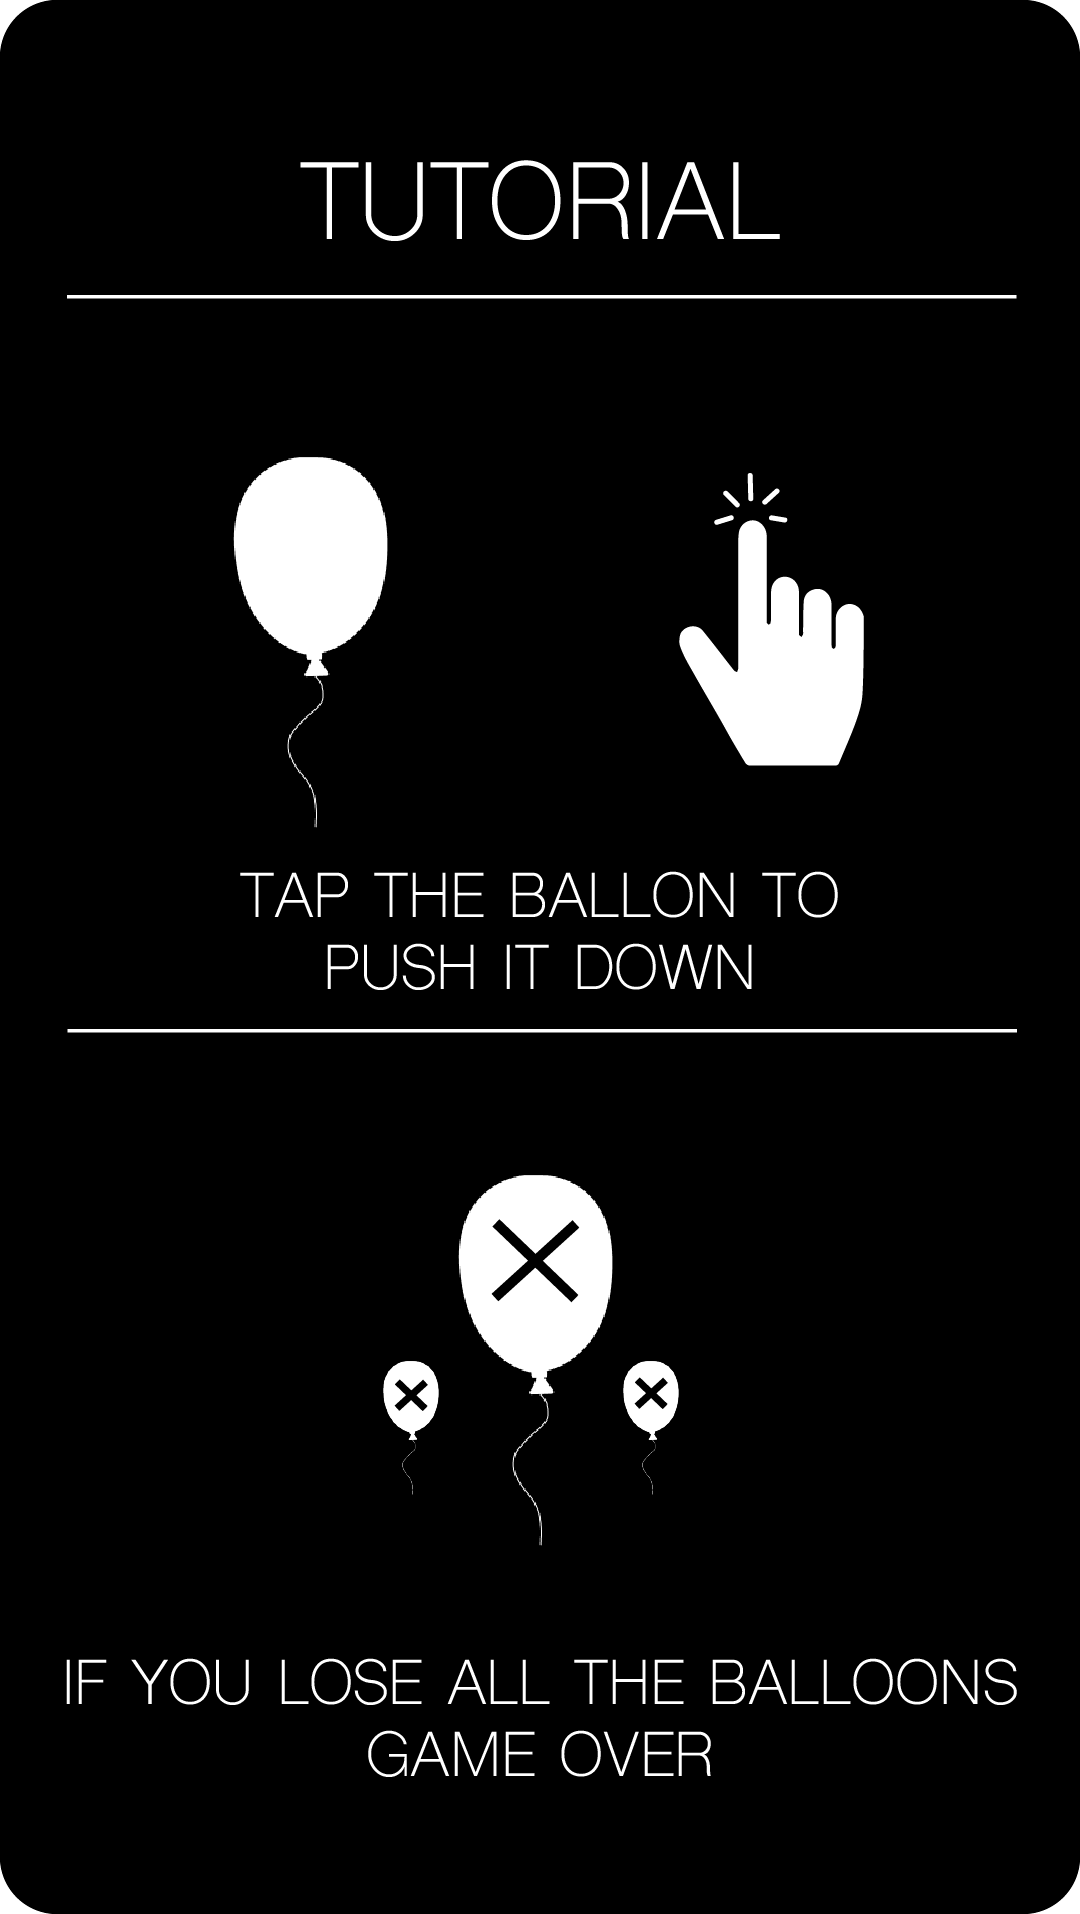 TUTORIAL
TAP THE BALLON TO
PUSH IT DOWN
IF YOU LOSE ALL THE BALLOONS
GAME OVER